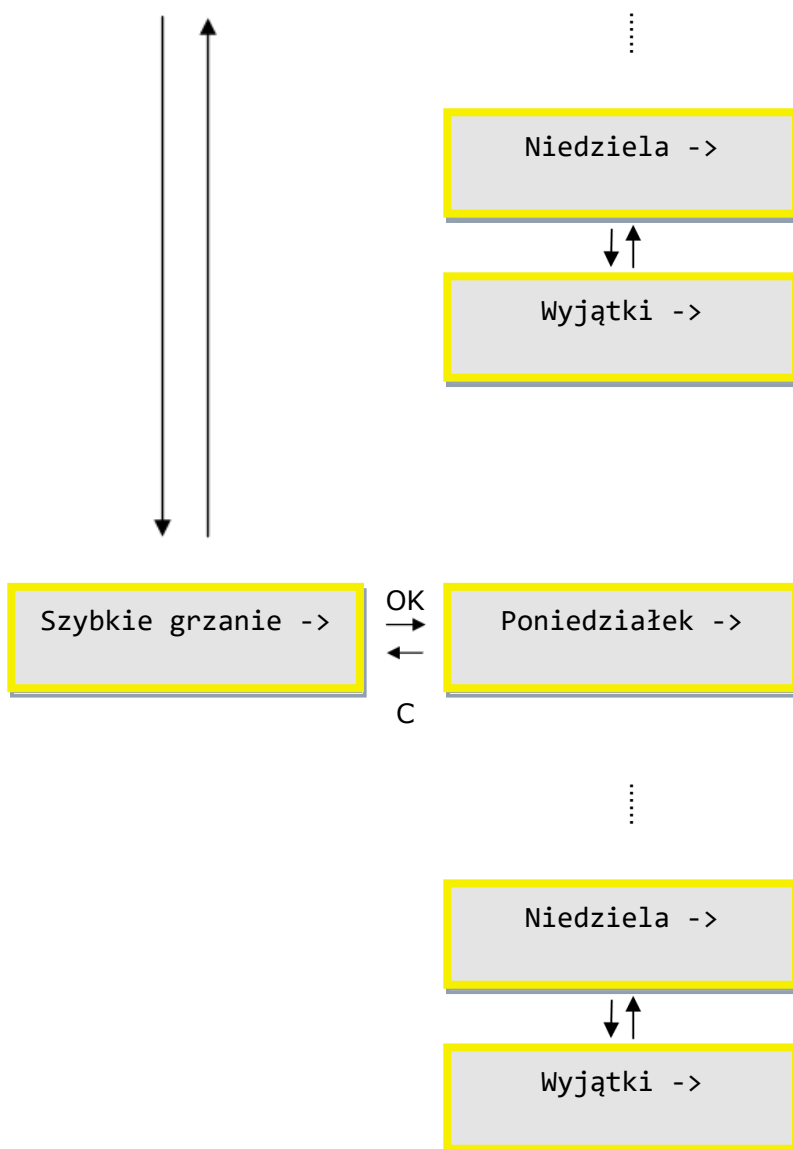 Niedziela ->
Wyjątki ->
Szybkie grzanie ->
OK
C
Poniedziałek ->
Niedziela ->
Wyjątki ->